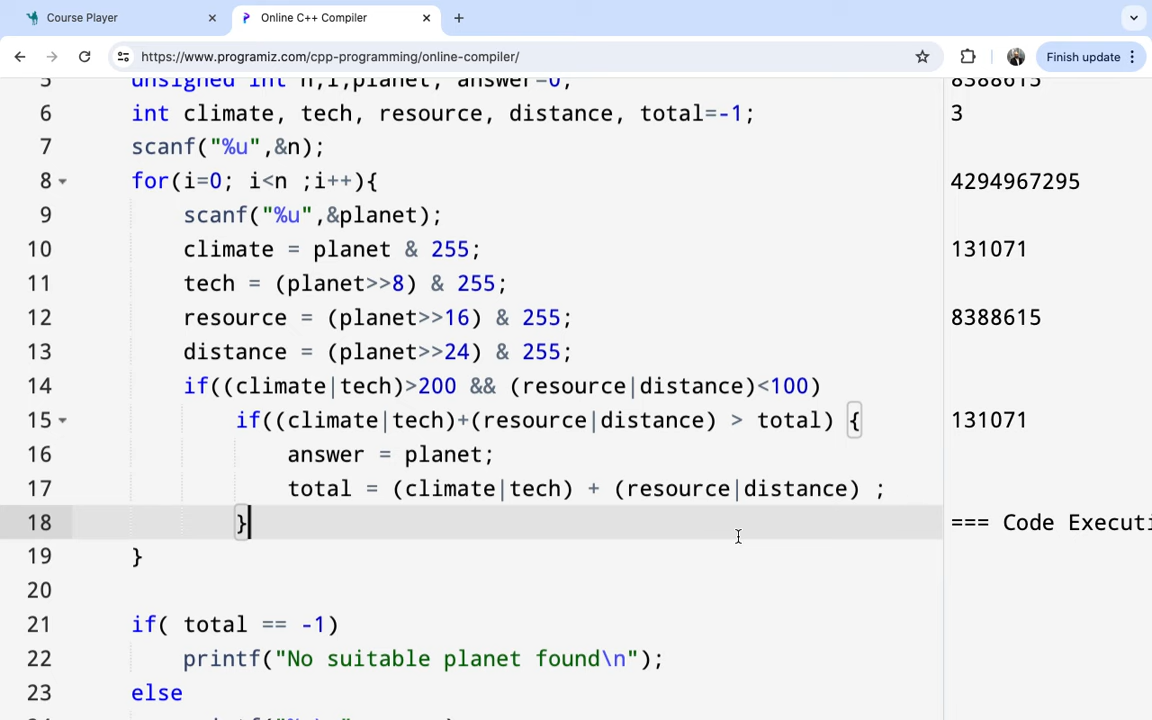 Course Player
Online C++ Compiler
https://www.programiz.com/cpp-programming/online-compiler/
Finish update
5 unsigned int n,i,planet, answer=0; 8388615
6 int climate, tech, resource, distance, total=-1; 3
7 scanf("%u",&n);
8 for(i=0; i<n ;i++){ 4294967295
9 scanf("%u",&planet);
10 climate = planet & 255; 131071
11 tech = (planet>>8) & 255;
12 resource = (planet>>16) & 255; 8388615
13 distance = (planet>>24) & 255;
14 if((climate|tech)>200 && (resource|distance)<100)
15 if((climate|tech)+(resource|distance) > total) { 131071
16 answer = planet;
17 total = (climate|tech) + (resource|distance) ;
18 } === Code Executi
19 }
20
21 if( total == -1)
22 printf("No suitable planet found\n");
23 else